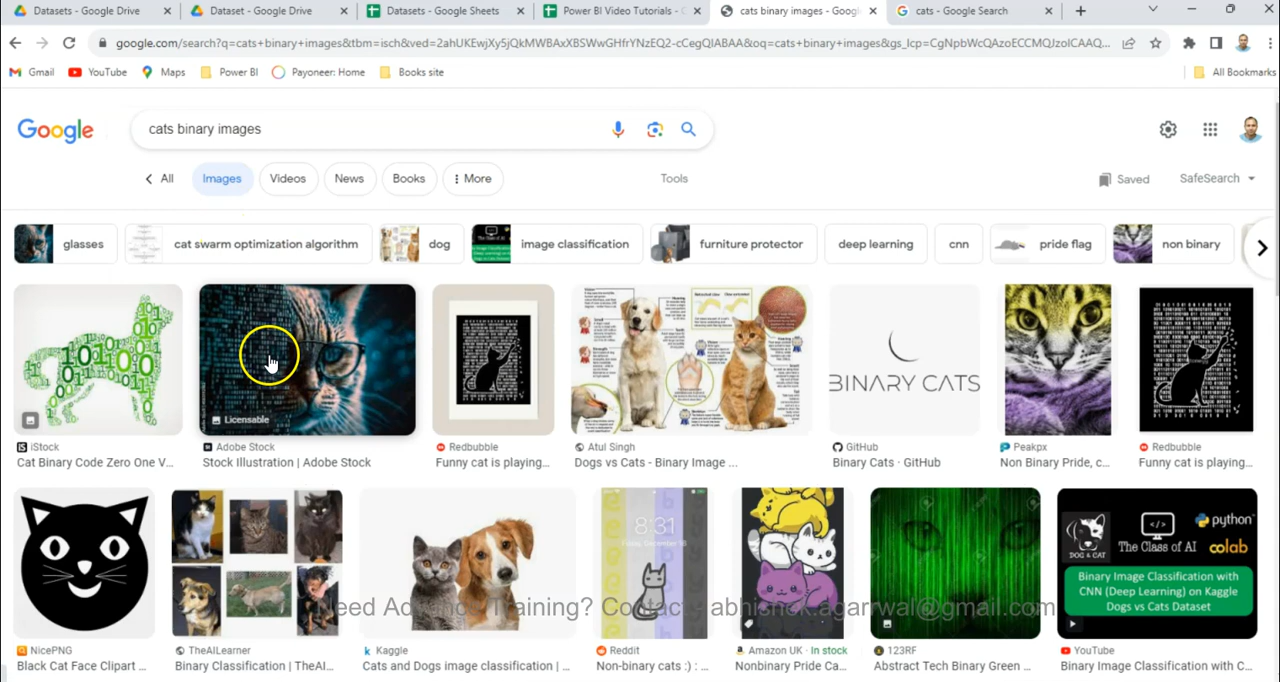 Dataset - Google Drive
Dataset - Google Drive
Datasets - Google Sheets
Power BI Video Tutorials -
cats binary images - Googl
cats - Google Search
google.com/search?q=cats+binary+images&tbm=isch&ved=2ahUKEwjXy5jQkMWBAxXBSWwGHfrYNzEQ2-cCegQIABAA&oq=cats+binary+images&gs_lcp=CgNpbWcQAzoECCMQJzoICAAQ...
Gmail
YouTube
Maps
Power BI
Payoneer: Home
Books site
All Bookmarks
Google
cats binary images
All
Images
Videos
News
Books
More
Tools
Saved
SafeSearch
glasses
cat swarm optimization algorithm
dog
image classification
furniture protector
deep learning
cnn
pride flag
non binary
Licensable
BINARY CATS
iStock
Cat Binary Code Zero One V...
Adobe Stock
Stock Illustration | Adobe Stock
Redbubble
Funny cat is playing...
Atul Singh
Dogs vs Cats - Binary Image ...
GitHub
Binary Cats · GitHub
Peakpx
Non Binary Pride, c...
Redbubble
Funny cat is playing...
8:31
DOG & CAT
</>
The Class of AI
python
colab
Binary Image Classification with
CNN (Deep Learning) on Kaggle
Dogs vs Cats Dataset
Need Advance Training? Contact - abhishek.agarrwal@gmail.com
NicePNG
Black Cat Face Clipart ...
TheAILearner
Binary Classification | TheAI...
Kaggle
Cats and Dogs image classification | ...
Reddit
Non-binary cats :) : ...
Amazon UK · In stock
Nonbinary Pride Ca...
123RF
Abstract Tech Binary Green ...
YouTube
Binary Image Classification with C...